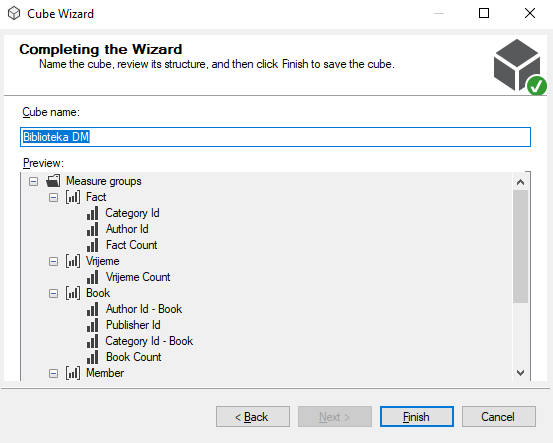 Cube Wizard
Completing the Wizard
Name the cube, review its structure, and then click Finish to save the cube.
Cube name:
Biblioteka DM
Preview:
Measure groups
Fact
Category Id
Author Id
Fact Count
Vrijeme
Vrijeme Count
Book
Author Id - Book
Publisher Id
Category Id - Book
Book Count
Member
< Back
Next >
Finish
Cancel